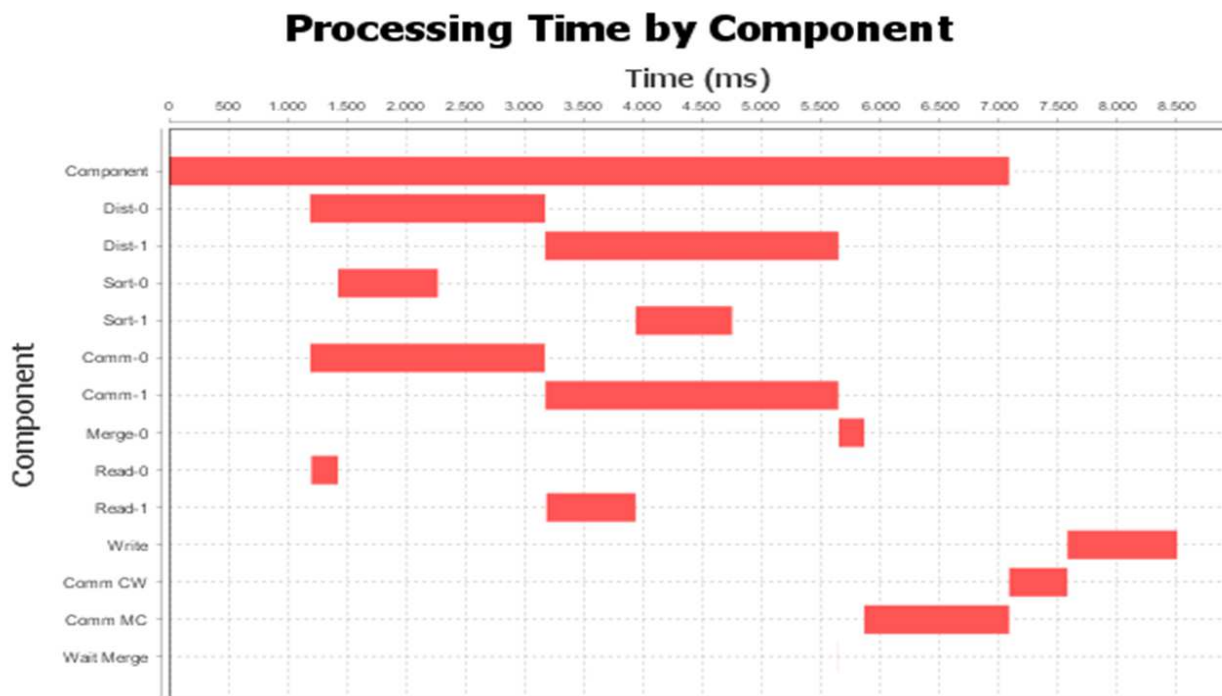 Processing Time by Component
Time (ms)
0 500 1.000 1.500 2.000 2.500 3.000 3.500 4.000 4.500 5.000 5.500 6.000 6.500 7.000 7.500 8.000 8.500
Component
Component
Dist-0
Dist-1
Sort-0
Sort-1
Comm-0
Comm-1
Merge-0
Read-0
Read-1
Write
Comm CW
Comm MC
Wait Merge